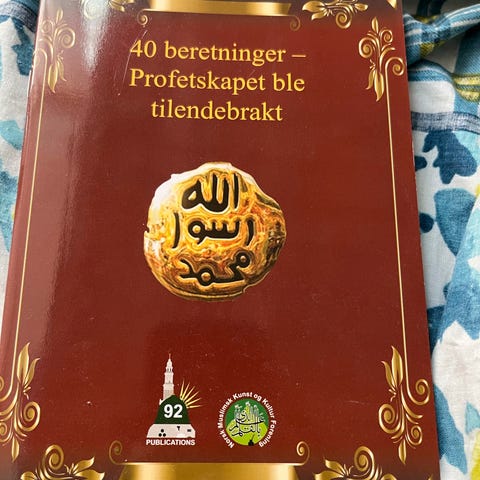 40 beretninger –
Profetskapet ble
tilendebrakt
الله
رسول
محمد
92
PUBLICATIONS
Norsk Muslimsk Kunst og Kultur Forening